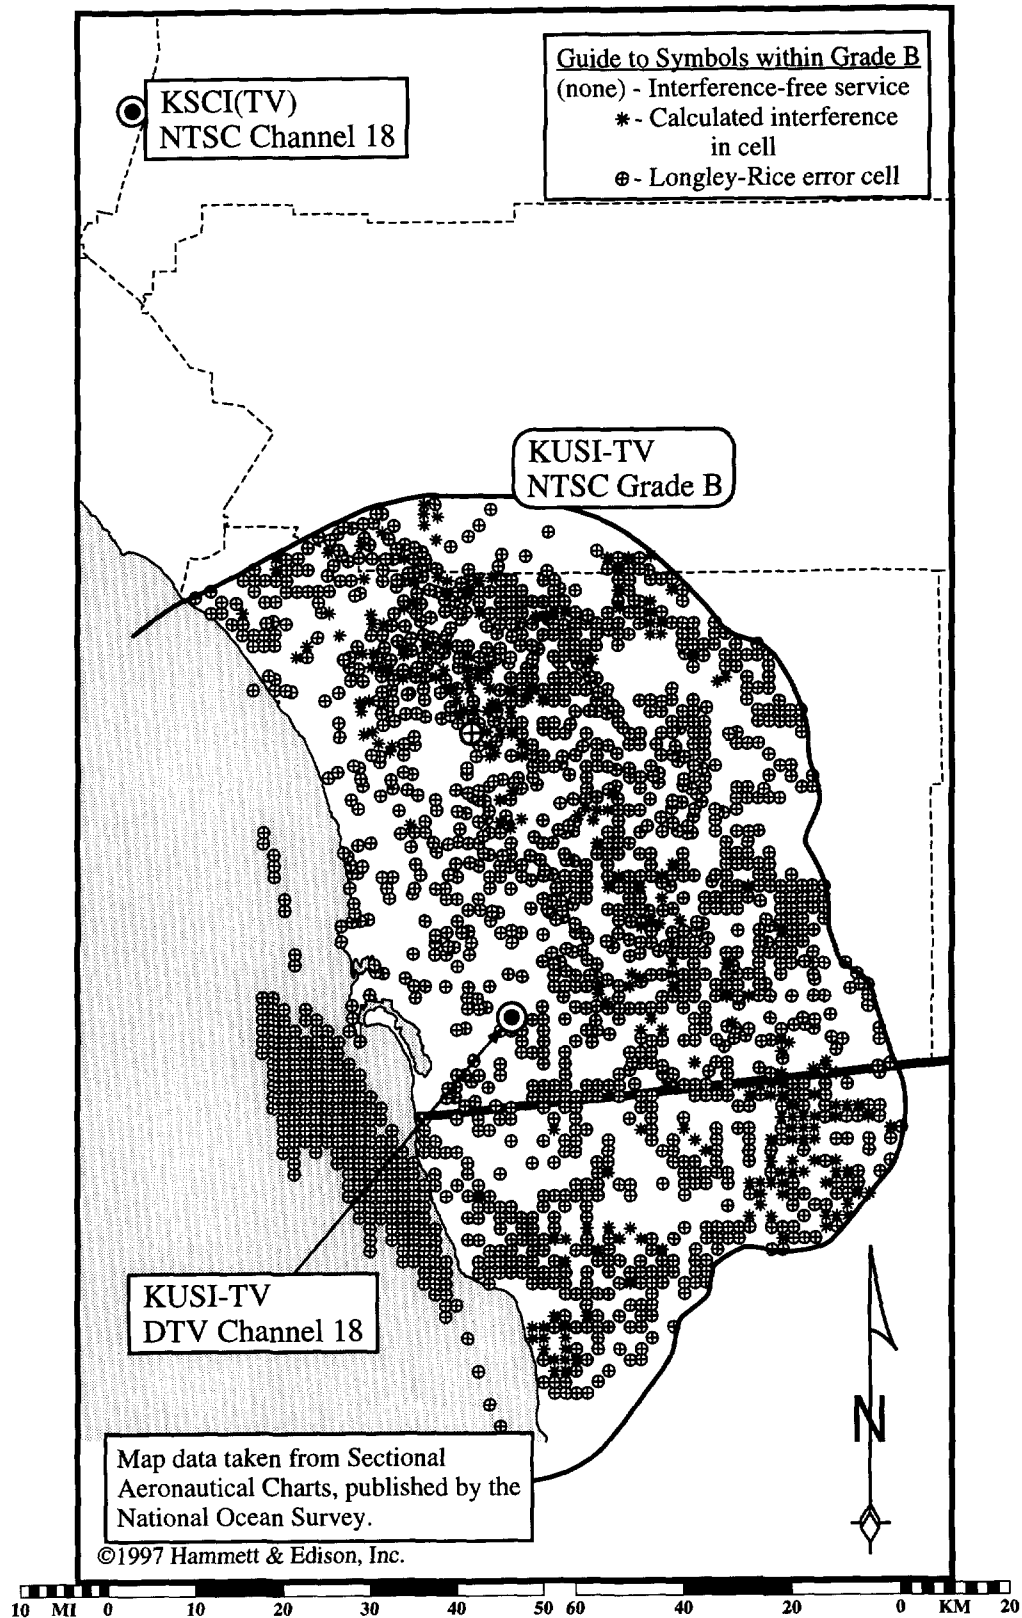 KSCI(TV)
NTSC Channel 18
Guide to Symbols within Grade B
(none) - Interference-free service
* - Calculated interference
in cell
⊕ - Longley-Rice error cell
KUSI-TV
NTSC Grade B
KUSI-TV
DTV Channel 18
N
Map data taken from Sectional
Aeronautical Charts, published by the
National Ocean Survey.
©1997 Hammett & Edison, Inc.
10 MI 0 10 20 30 40 50 60 40 20 0 KM 20